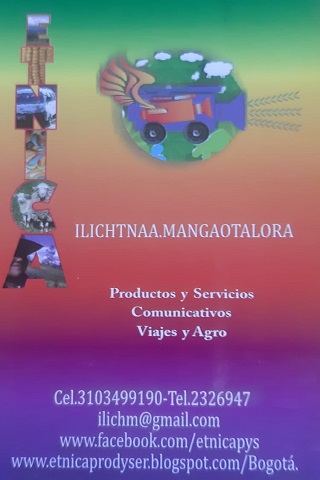 ETNICA
ILICHTNAA.MANGAOTALORA
Productos y Servicios
Comunicativos
Viajes y Agro
Cel.3103499190-Tel.2326947
ilichm@gmail.com
www.facebook.com/etnicapys
www.etnicaprodyser.blogspot.com/Bogotá.